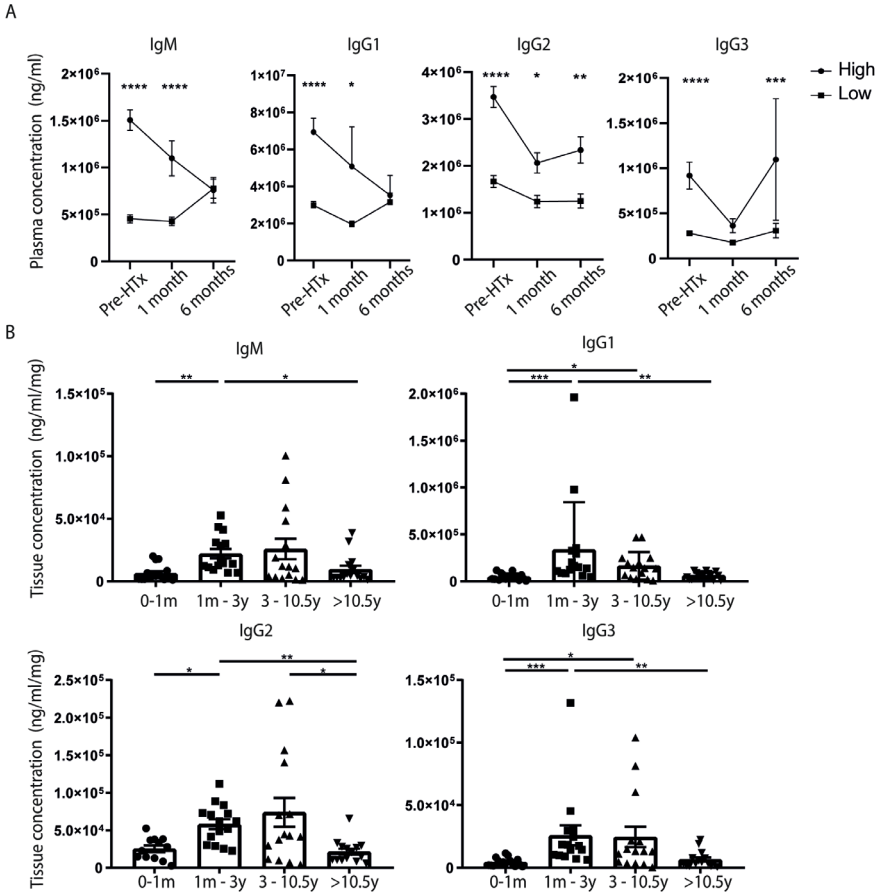 A
IgM
IgG1
IgG2
IgG3
Plasma concentration (ng/ml)
2×10⁶
1.5×10⁶
1×10⁶
5×10⁵
0
**** ****
Pre-HTx
1 month
6 months
1×10⁷
8×10⁶
6×10⁶
4×10⁶
2×10⁶
0
**** *
Pre-HTx
1 month
6 months
4×10⁶
3×10⁶
2×10⁶
1×10⁶
0
**** * **
Pre-HTx
1 month
6 months
2×10⁶
1.5×10⁶
1×10⁶
5×10⁵
0
**** ***
Pre-HTx
1 month
6 months
High
Low
B
IgM
Tissue concentration (ng/ml/mg)
** *
1.5×10⁵
1.0×10⁵
5.0×10⁴
0
0-1m 1m - 3y 3 - 10.5y >10.5y
IgG1
*
*** **
2.0×10⁶
1.5×10⁶
1.0×10⁶
5.0×10⁵
0
0-1m 1m - 3y 3 - 10.5y >10.5y
IgG2
Tissue concentration (ng/ml/mg)
**
* *
2.5×10⁵
2.0×10⁵
1.5×10⁵
1.0×10⁵
5.0×10⁴
0
0-1m 1m - 3y 3 - 10.5y >10.5y
IgG3
*
*** **
1.5×10⁵
1.0×10⁵
5.0×10⁴
0
0-1m 1m - 3y 3 - 10.5y >10.5y